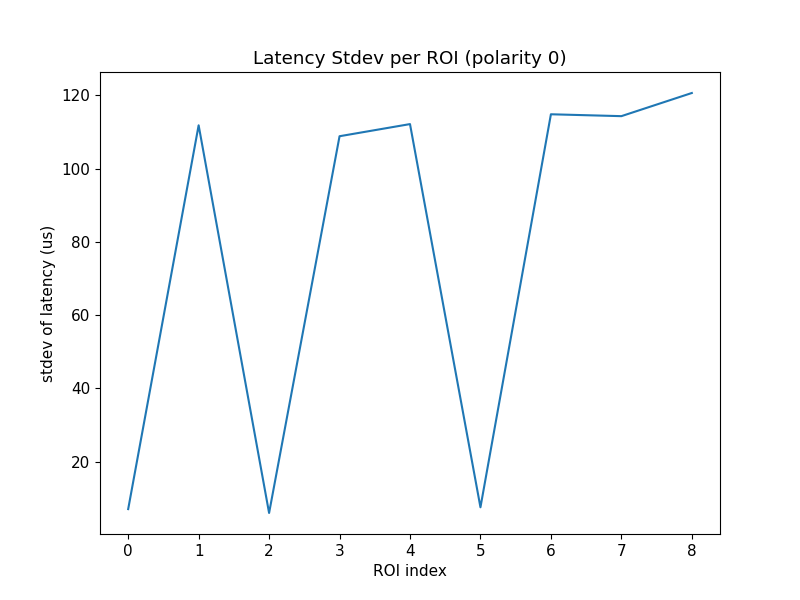 Latency Stdev per ROI (polarity 0)
stdev of latency (us)
120
100
80
60
40
20
0 1 2 3 4 5 6 7 8
ROI index